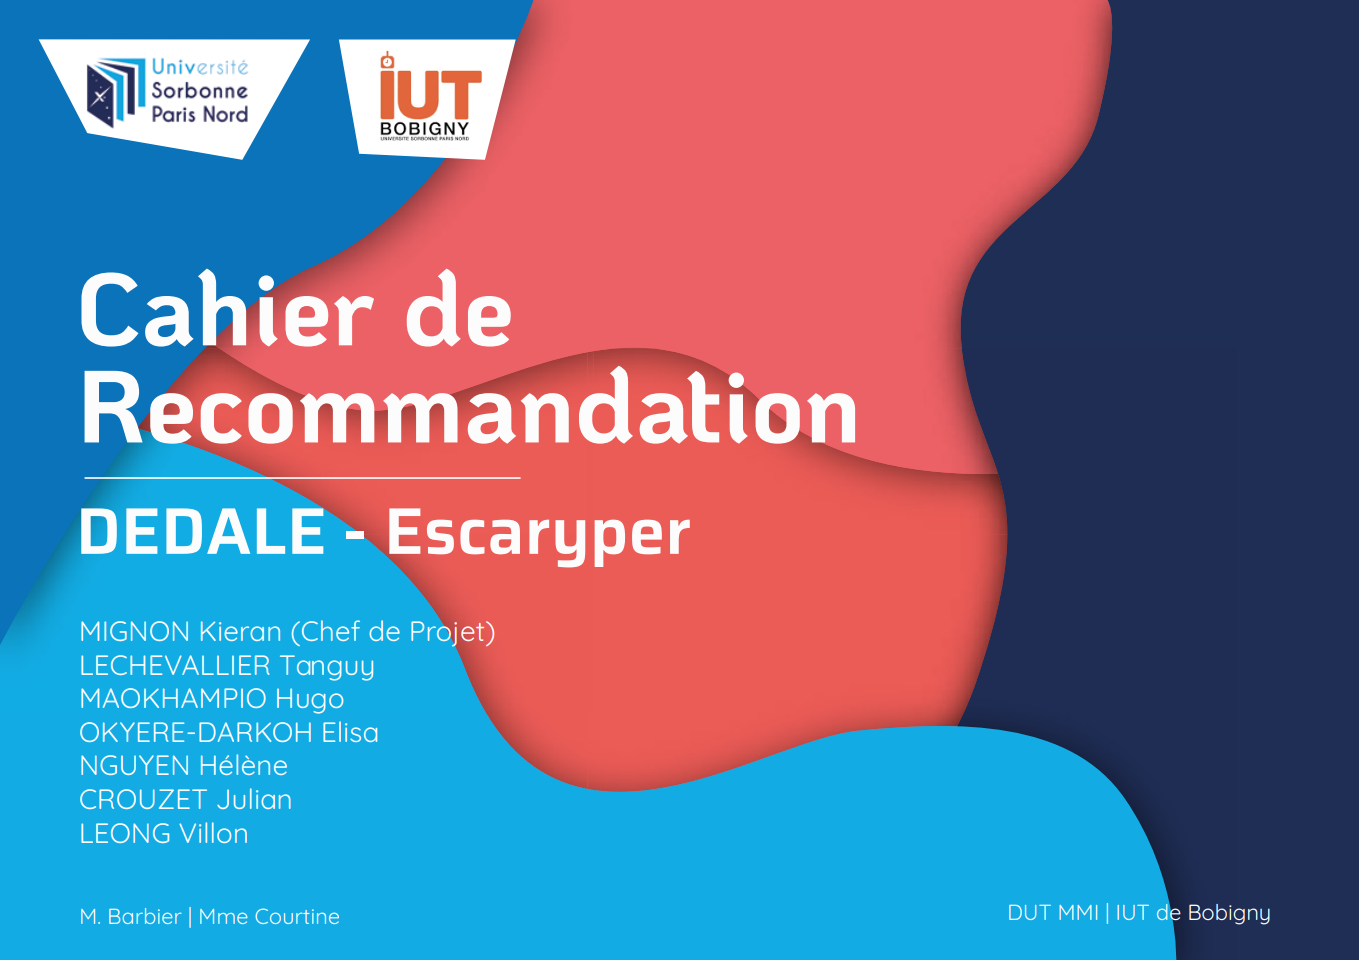 Université
Sorbonne
Paris Nord
iUT
BOBIGNY
UNIVERSITÉ SORBONNE PARIS NORD
Cahier de
Recommandation
DEDALE - Escaryper
MIGNON Kieran (Chef de Projet)
LECHEVALLIER Tanguy
MAOKHAMPIO Hugo
OKYERE-DARKOH Elisa
NGUYEN Hélène
CROUZET Julian
LEONG Villon
M. Barbier | Mme Courtine
DUT MMI | IUT de Bobigny